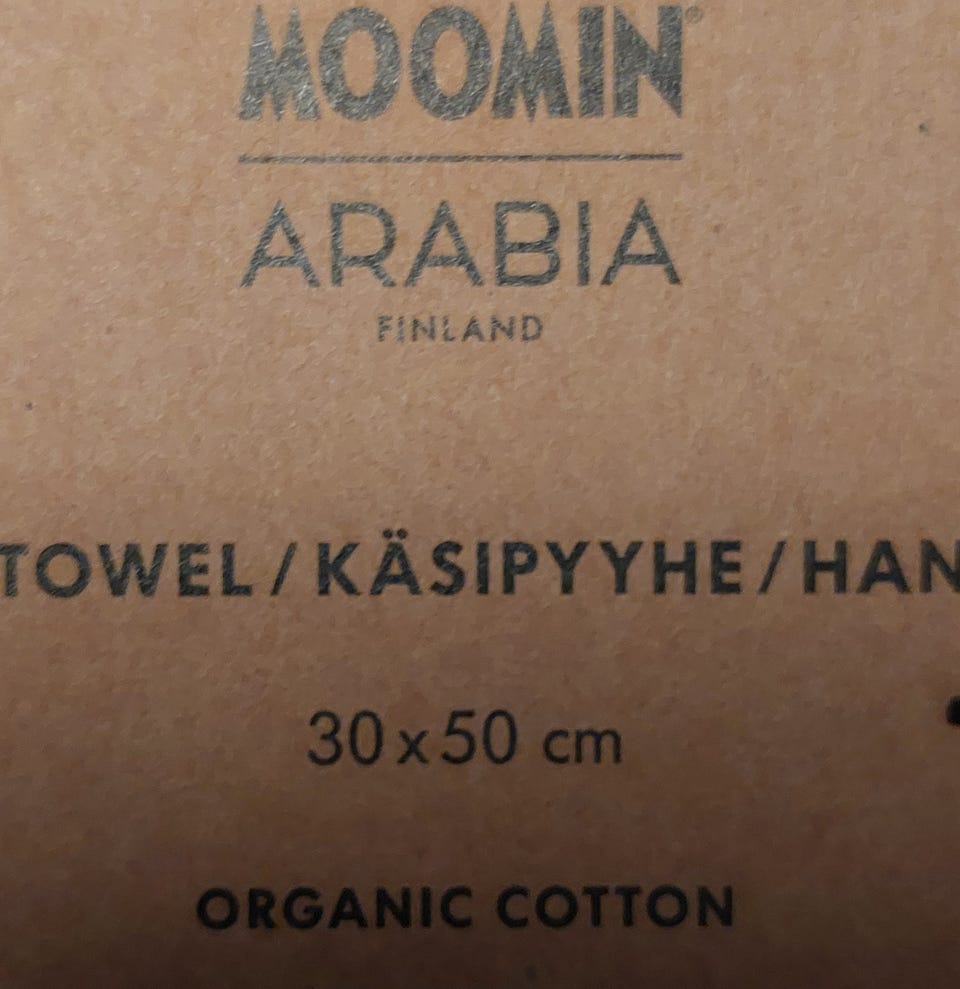 MOOMIN®
ARABIA
FINLAND
TOWEL / KÄSIPYYHE / HAN
30 x 50 cm
ORGANIC COTTON